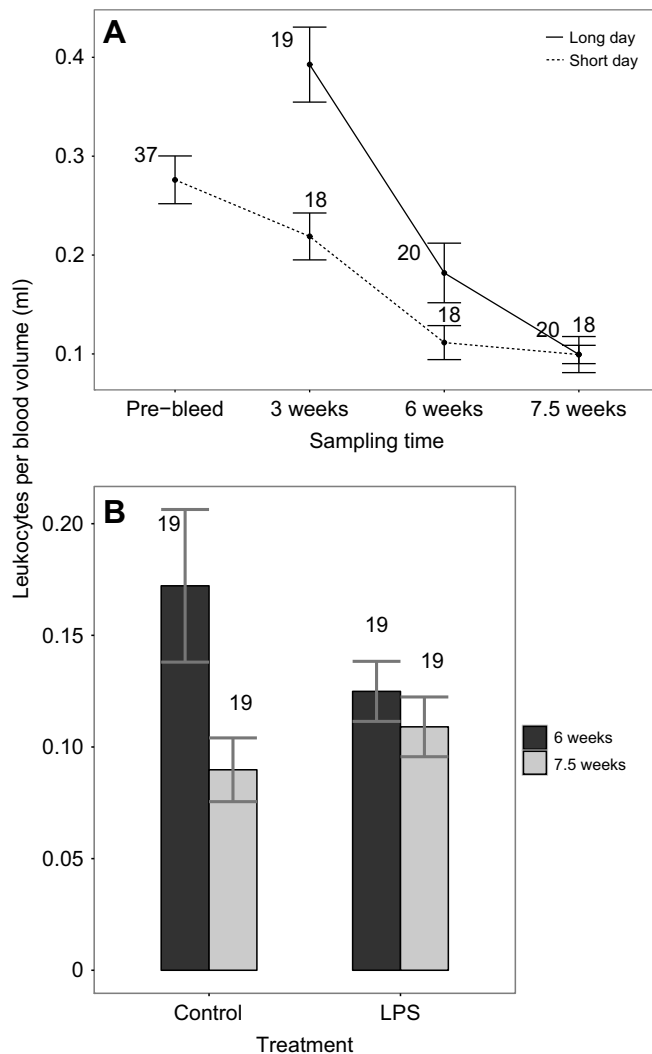 A
Long day
Short day
0.4
0.3
0.2
0.1
19
37
18
20
18
20 18
Pre−bleed 3 weeks 6 weeks 7.5 weeks
Sampling time
Leukocytes per blood volume (ml)
B
0.20
0.15
0.10
0.05
0
19
19
19
19
6 weeks
7.5 weeks
Control LPS
Treatment